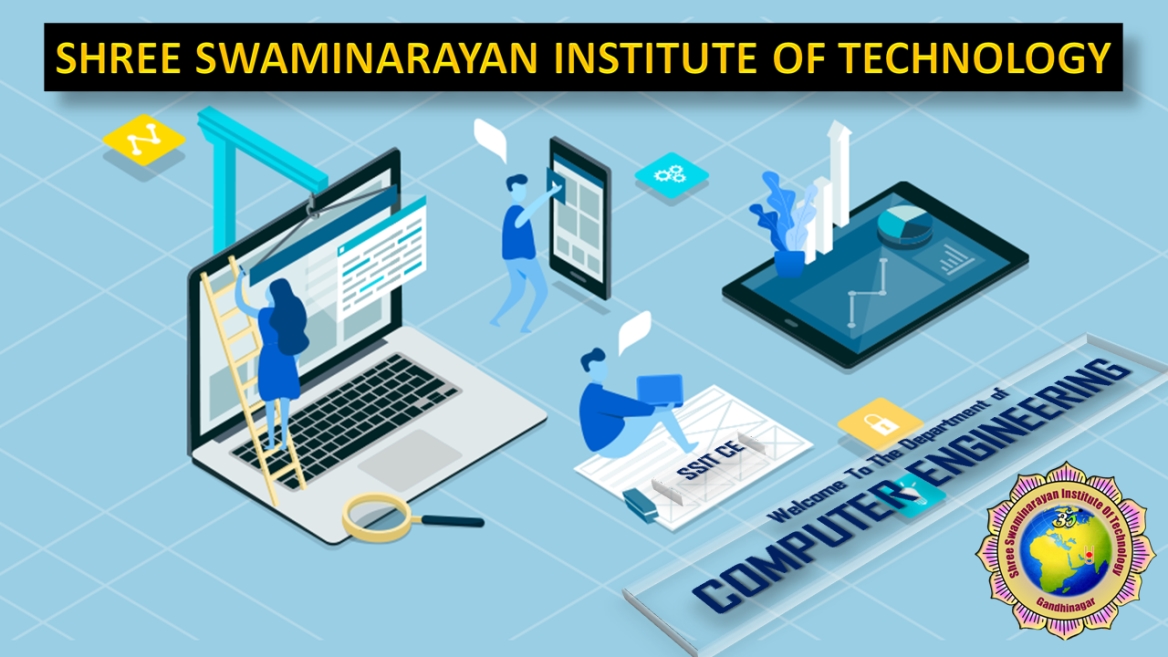 SHREE SWAMINARAYAN INSTITUTE OF TECHNOLOGY
SSIT CE
Welcome To The Department of
COMPUTER ENGINEERING
Shree Swaminarayan Institute Of Technology
ॐ
Gandhinagar